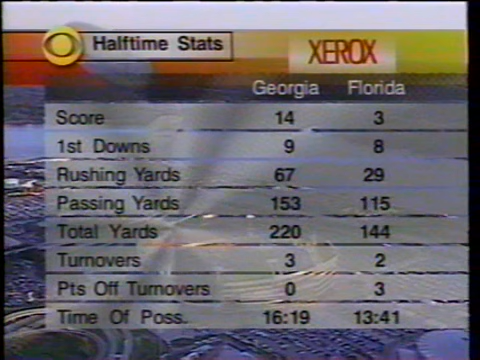 Halftime Stats XEROX
Georgia Florida
Score 14 3
1st Downs 9 8
Rushing Yards 67 29
Passing Yards 153 115
Total Yards 220 144
Turnovers 3 2
Pts Off Turnovers 0 3
Time Of Poss. 16:19 13:41